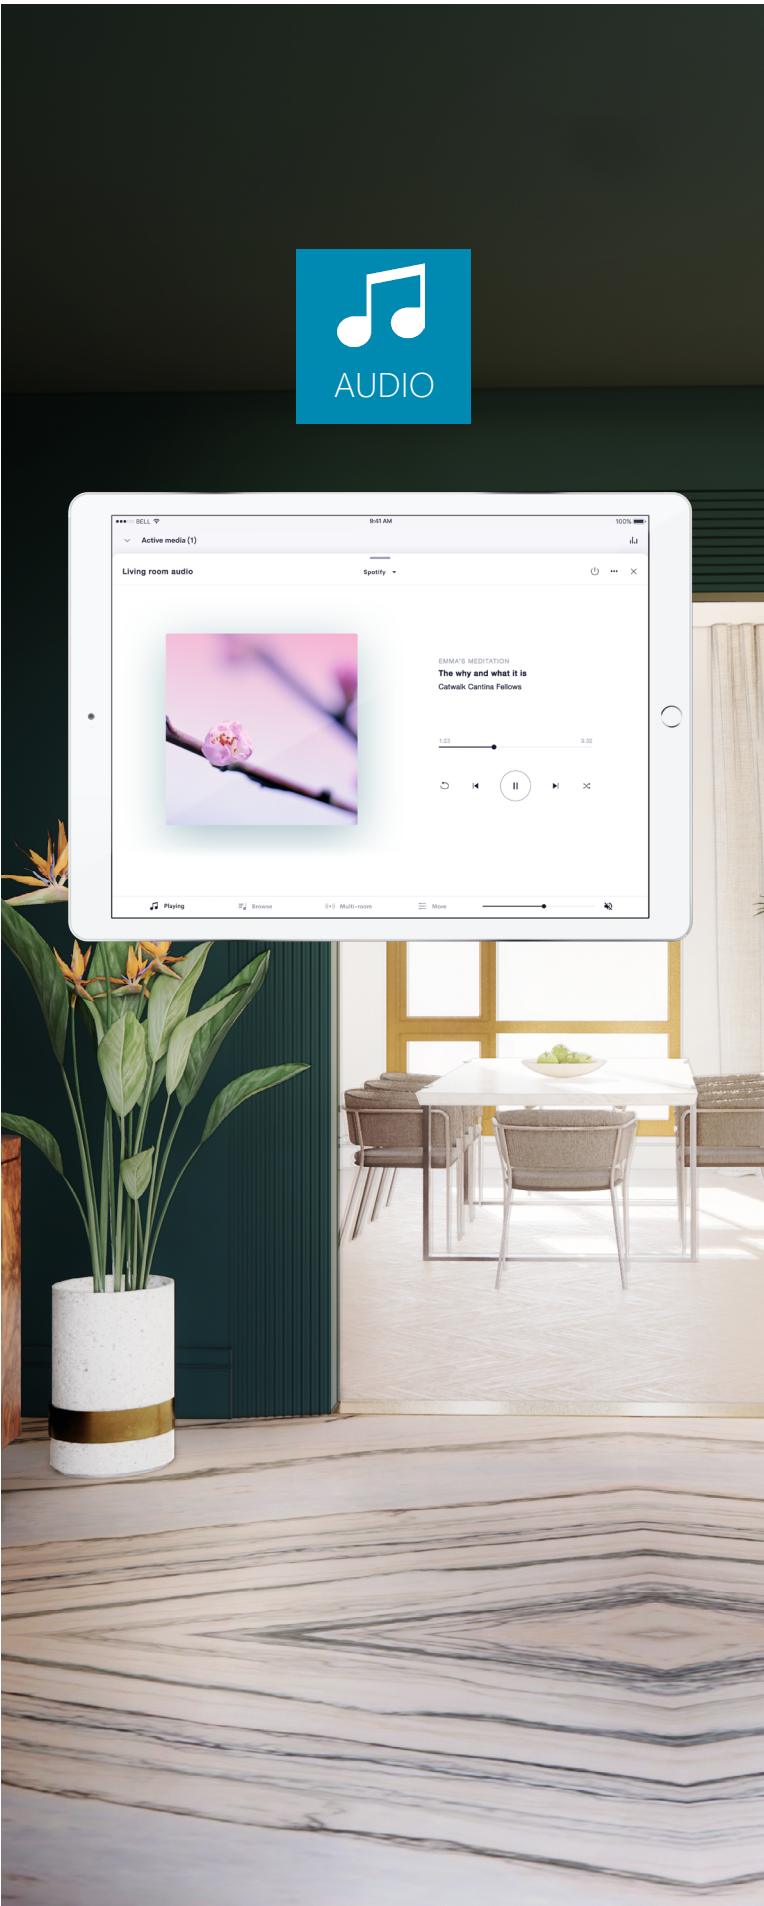 AUDIO
BELL 9:41 AM 100%
Active media (1)
Living room audio Spotify
EMMA'S MEDITATION
The why and what it is
Catwalk Cantina Fellows
1:23 3:32
Playing Browse Multi-room More